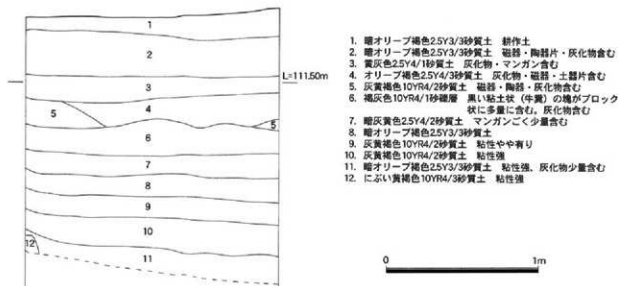 1
2
3
L=111.50m
4
5
5
6
7
8
9
10
12
11
1. 暗オリーブ褐色2.5Y3/3砂質土 耕作土
2. 暗オリーブ褐色2.5Y3/3砂質土 磁器・陶器片・灰化物含む
3. 黄灰色2.5Y4/1砂質土 灰化物・マンガン含む
4. オリーブ褐色2.5Y4/3砂質土 灰化物・磁器・土器片含む
5. 灰黄褐色10YR4/2砂質土 磁器・陶器・灰化物含む
6. 褐灰色10YR4/1砂礫層 黒い粘土状（牛糞）の塊がブロック
状に多量に含む。灰化物含む
7. 暗灰黄色2.5Y4/2砂質土 マンガンごく少量含む
8. 暗オリーブ褐色2.5Y3/3砂質土
9. 灰黄褐色10YR4/2砂質土 粘性やや有り
10. 灰黄褐色10YR4/2砂質土 粘性強
11. 暗オリーブ褐色2.5Y3/3砂質土 粘性強、灰化物少量含む
12. にぶい黄褐色10YR4/3砂質土 粘性強
0 1m